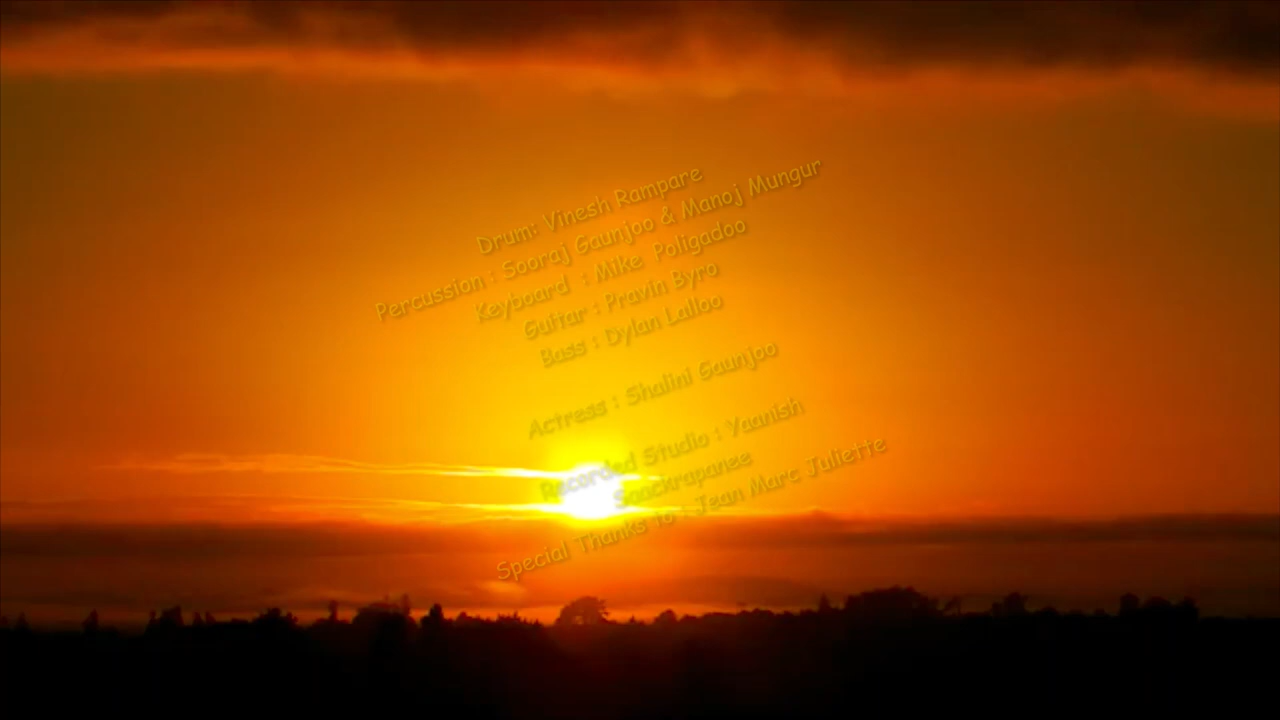 Drum: Vinesh Rampare
Percussion : Sooraj Gaunjoo & Manoj Mungur
Keyboard : Mike Poligadoo
Guitar : Pravin Byro
Bass : Dylan Lalloo
Actress : Shalini Gaunjoo
Recorded Studio : Yaanish
Saackrapanee
Special Thanks To : Jean Marc Juliette